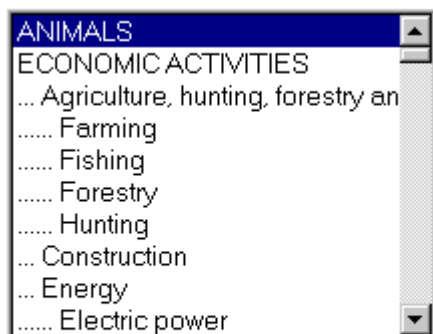 ANIMALS
ECONOMIC ACTIVITIES
... Agriculture, hunting, forestry an
...... Farming
...... Fishing
...... Forestry
...... Hunting
... Construction
... Energy
...... Electric power